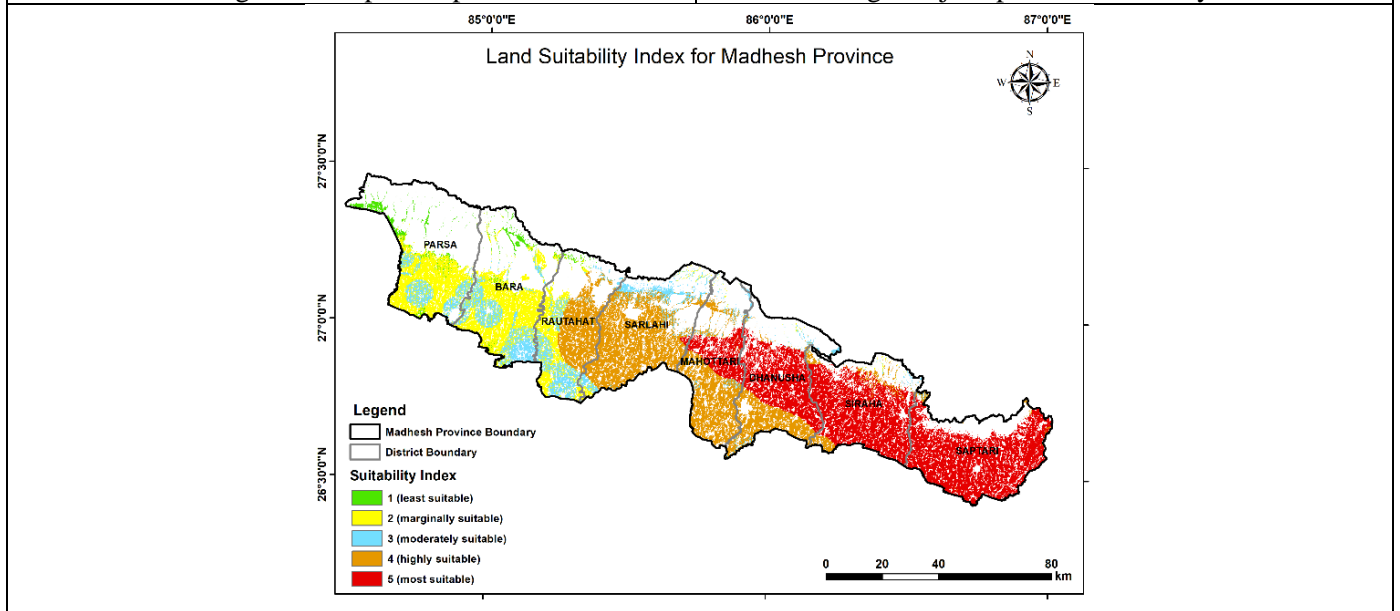 85°0'0"E 86°0'0"E 87°0'0"E
Land Suitability Index for Madhesh Province
N
W E
S
27°30'0"N
PARSA
BARA
27°0'0"N
RAUTAHAT
SARLAHI
MAHOTTARI
DHANUSHA
SIRAHA
SAPTARI
26°30'0"N
Legend
Madhesh Province Boundary
District Boundary
Suitability Index
1 (least suitable)
2 (marginally suitable)
3 (moderately suitable)
4 (highly suitable)
5 (most suitable)
0 20 40 80
km